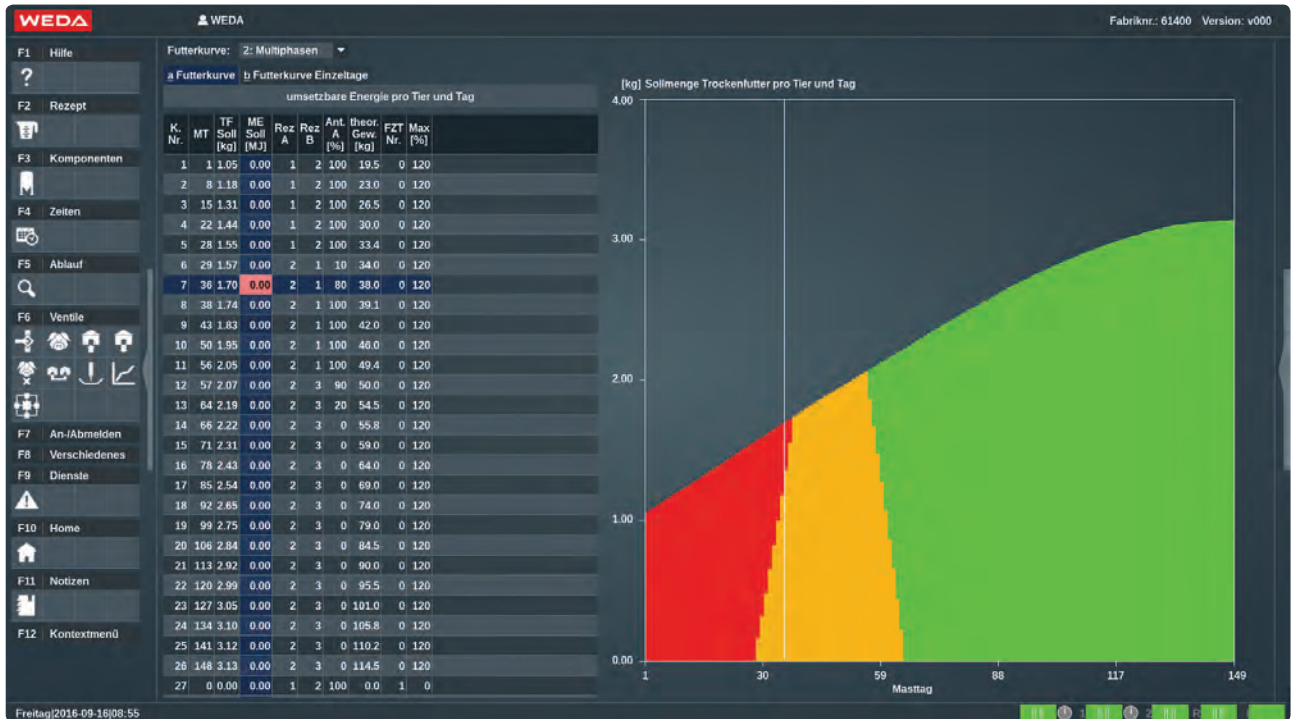 WEDA
WEDA
Fabriknr.: 61400 Version: v000
F1 Hilfe
?
F2 Rezept
F3 Komponenten
F4 Zeiten
F5 Ablauf
F6 Ventile
F7 An-/Abmelden
F8 Verschiedenes
F9 Dienste
F10 Home
F11 Notizen
F12 Kontextmenü
Futterkurve: 2: Multiphasen
a Futterkurve b Futterkurve Einzeltage
umsetzbare Energie pro Tier und Tag
K. Nr. MT TF Soll [kg] ME Soll [MJ] Rez A Rez B Ant. A [%] theor. Gew. [kg] FZT Nr. Max [%]
1 1 1.05 0.00 1 2 100 19.5 0 120
2 8 1.18 0.00 1 2 100 23.0 0 120
3 15 1.31 0.00 1 2 100 26.5 0 120
4 22 1.44 0.00 1 2 100 30.0 0 120
5 28 1.55 0.00 1 2 100 33.4 0 120
6 29 1.57 0.00 2 1 10 34.0 0 120
7 36 1.70 0.00 2 1 80 38.0 0 120
8 38 1.74 0.00 2 1 100 39.1 0 120
9 43 1.83 0.00 2 1 100 42.0 0 120
10 50 1.95 0.00 2 1 100 46.0 0 120
11 56 2.05 0.00 2 1 100 49.4 0 120
12 57 2.07 0.00 2 3 90 50.0 0 120
13 64 2.19 0.00 2 3 20 54.5 0 120
14 66 2.22 0.00 2 3 0 55.8 0 120
15 71 2.31 0.00 2 3 0 59.0 0 120
16 78 2.43 0.00 2 3 0 64.0 0 120
17 85 2.54 0.00 2 3 0 69.0 0 120
18 92 2.65 0.00 2 3 0 74.0 0 120
19 99 2.75 0.00 2 3 0 79.0 0 120
20 106 2.84 0.00 2 3 0 84.5 0 120
21 113 2.92 0.00 2 3 0 90.0 0 120
22 120 2.99 0.00 2 3 0 95.5 0 120
23 127 3.05 0.00 2 3 0 101.0 0 120
24 134 3.10 0.00 2 3 0 105.8 0 120
25 141 3.12 0.00 2 3 0 110.2 0 120
26 148 3.13 0.00 2 3 0 114.5 0 120
27 0 0.00 0.00 1 2 100 0.0 1 0
[kg] Sollmenge Trockenfutter pro Tier und Tag
4.00
3.00
2.00
1.00
0.00
1 30 59 88 117 149
Masttag
Freitag|2016-09-16|08:55
1 2 R